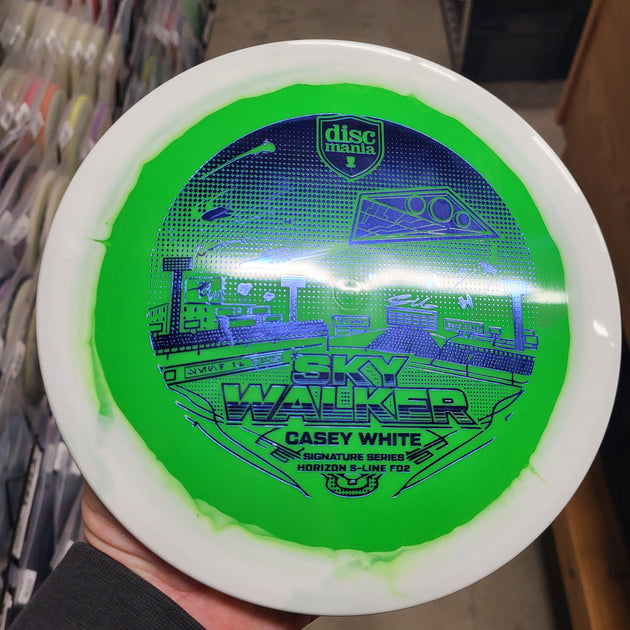 disc
mania
SKY
WALKER
CASEY WHITE
SIGNATURE SERIES
HORIZON S-LINE FD2